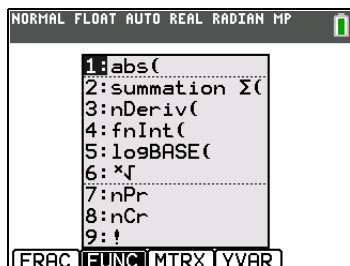 NORMAL FLOAT AUTO REAL RADIAN MP
1:abs(
2:summation Σ(
3:nDeriv(
4:fnInt(
5:logBASE(
6:ˣ√
7:nPr
8:nCr
9:!
FRAC FUNC MTRX YVAR